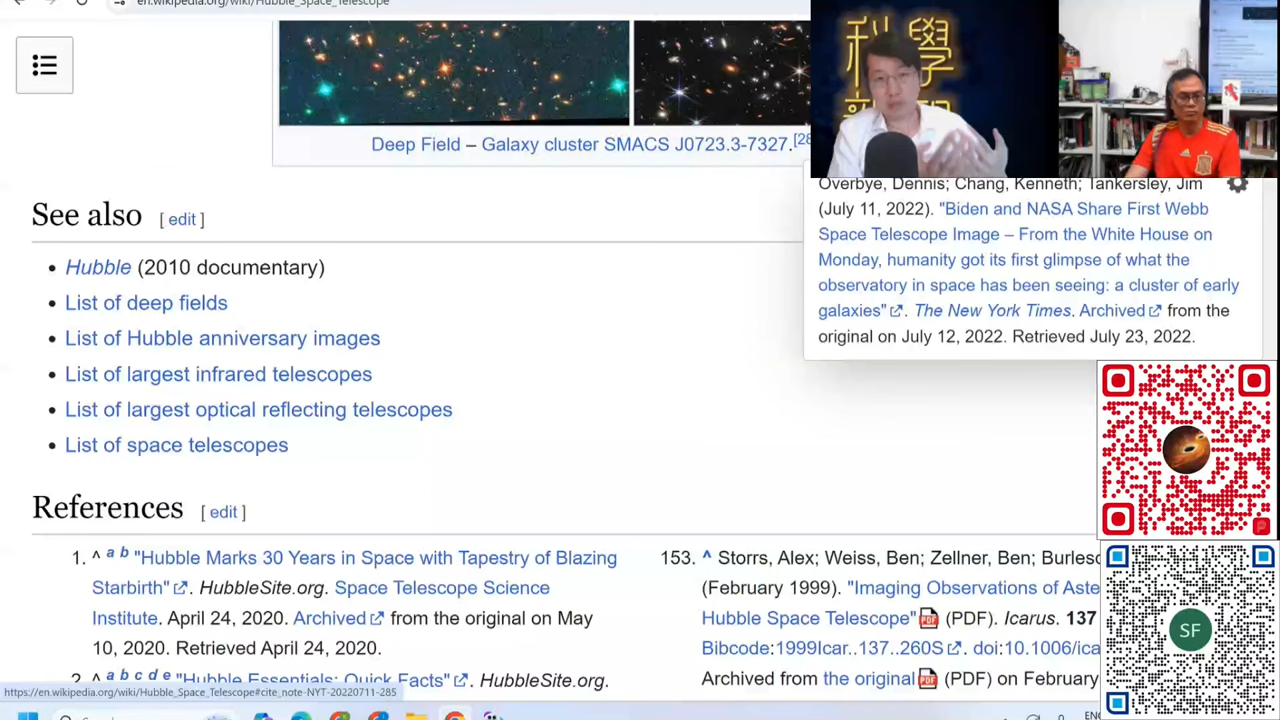 en.wikipedia.org/wiki/Hubble_Space_Telescope
科學
Deep Field – Galaxy cluster SMACS J0723.3-7327.[28
Overbye, Dennis; Chang, Kenneth; Tankersley, Jim
(July 11, 2022). "Biden and NASA Share First Webb
Space Telescope Image – From the White House on
Monday, humanity got its first glimpse of what the
observatory in space has been seeing: a cluster of early
galaxies". The New York Times. Archived from the
original on July 12, 2022. Retrieved July 23, 2022.
See also [ edit ]
• Hubble (2010 documentary)
• List of deep fields
• List of Hubble anniversary images
• List of largest infrared telescopes
• List of largest optical reflecting telescopes
• List of space telescopes
References [ edit ]
1. ^ a b "Hubble Marks 30 Years in Space with Tapestry of Blazing
Starbirth". HubbleSite.org. Space Telescope Science
Institute. April 24, 2020. Archived from the original on May
10, 2020. Retrieved April 24, 2020.
2. ^ a b c d e "Hubble Essentials: Quick Facts". HubbleSite.org.
153. ^ Storrs, Alex; Weiss, Ben; Zellner, Ben; Burles
(February 1999). "Imaging Observations of Aste
Hubble Space Telescope" PDF (PDF). Icarus. 137
Bibcode:1999Icar..137..260S. doi:10.1006/ica
Archived from the original PDF (PDF) on February
SF
https://en.wikipedia.org/wiki/Hubble_Space_Telescope#cite_note-NYT-20220711-285
ENG